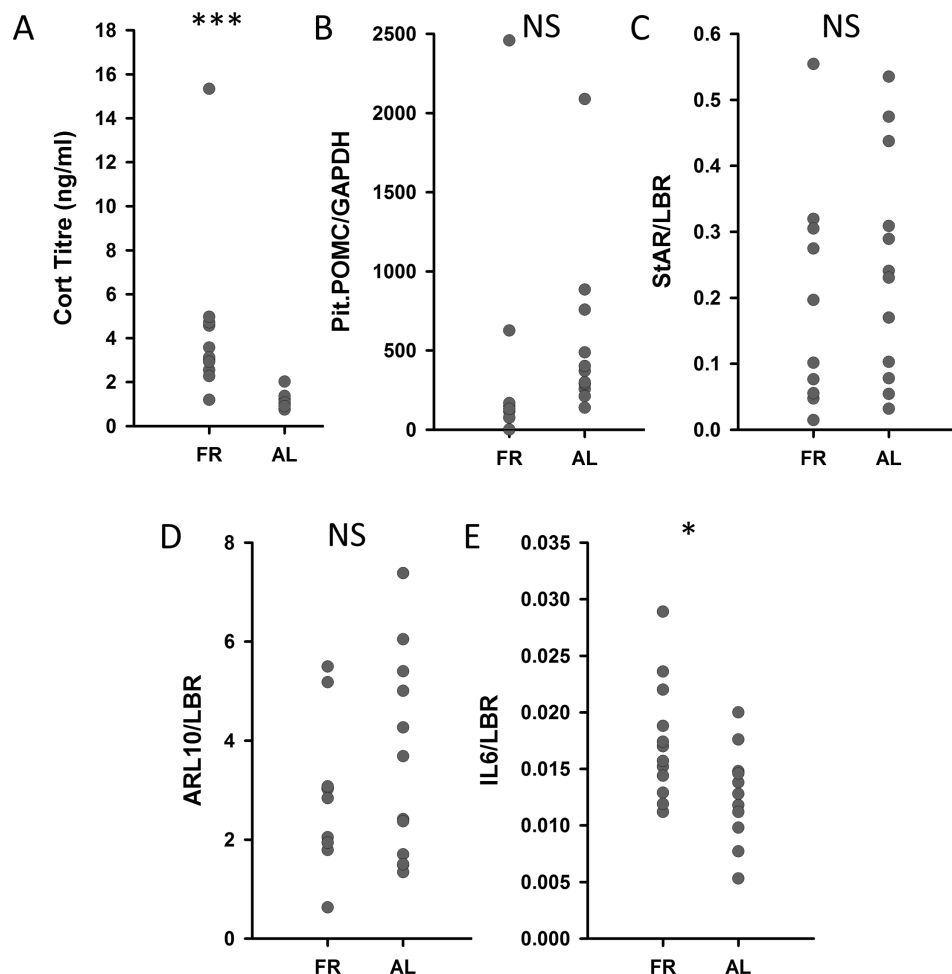 A
***
Cort Titre (ng/ml)
18
16
14
12
10
8
6
4
2
0
FR AL
B
NS
Pit.POMC/GAPDH
2500
2000
1500
1000
500
0
FR AL
C
NS
StAR/LBR
0.6
0.5
0.4
0.3
0.2
0.1
0.0
FR AL
D
NS
ARL10/LBR
8
6
4
2
0
FR AL
E
*
IL6/LBR
0.035
0.030
0.025
0.020
0.015
0.010
0.005
0.000
FR AL